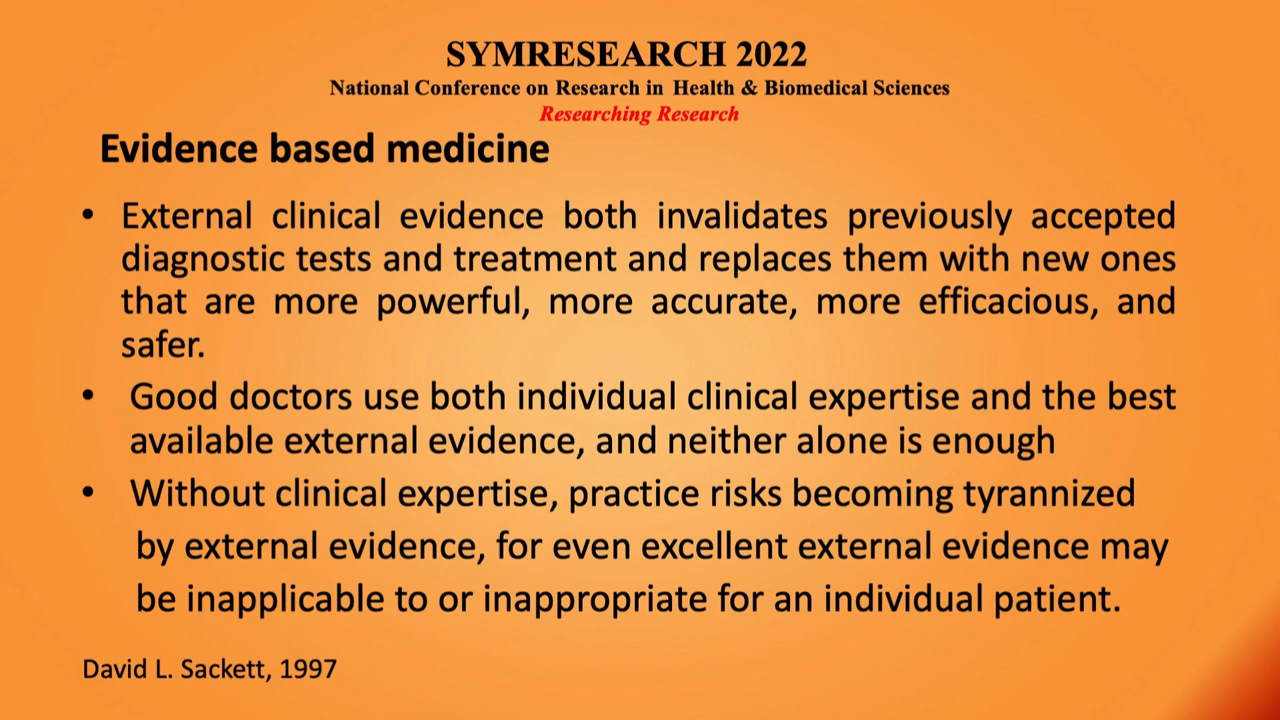 SYMRESEARCH 2022
National Conference on Research in Health & Biomedical Sciences
Researching Research
Evidence based medicine
• External clinical evidence both invalidates previously accepted
diagnostic tests and treatment and replaces them with new ones
that are more powerful, more accurate, more efficacious, and
safer.
• Good doctors use both individual clinical expertise and the best
available external evidence, and neither alone is enough
• Without clinical expertise, practice risks becoming tyrannized
by external evidence, for even excellent external evidence may
be inapplicable to or inappropriate for an individual patient.
David L. Sackett, 1997